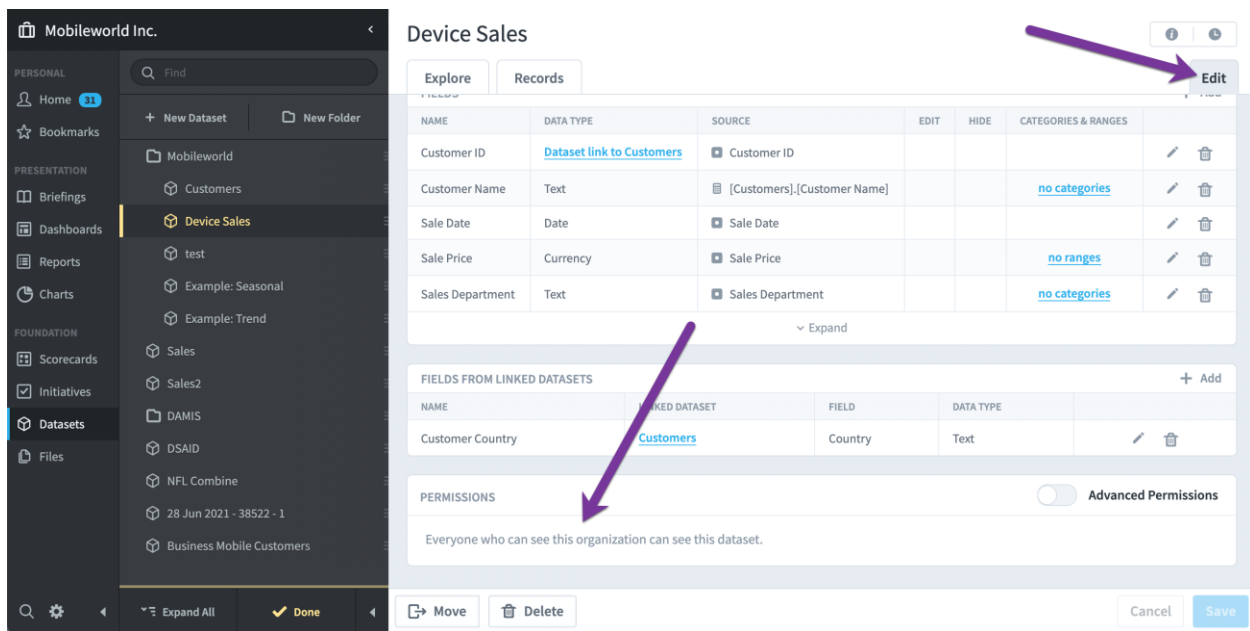 Mobileworld Inc.
PERSONAL
Home 31
Bookmarks
PRESENTATION
Briefings
Dashboards
Reports
Charts
FOUNDATION
Scorecards
Initiatives
Datasets
Files
Find
+ New Dataset
New Folder
Mobileworld
Customers
Device Sales
test
Example: Seasonal
Example: Trend
Sales
Sales2
DAMIS
DSAID
NFL Combine
28 Jun 2021 - 38522 - 1
Business Mobile Customers
Expand All
Done
Device Sales
Explore
Records
Edit
FIELDS
+ Add
NAME DATA TYPE SOURCE EDIT HIDE CATEGORIES & RANGES
Customer ID Dataset link to Customers Customer ID
Customer Name Text [Customers].[Customer Name] no categories
Sale Date Date Sale Date
Sale Price Currency Sale Price no ranges
Sales Department Text Sales Department no categories
Expand
FIELDS FROM LINKED DATASETS + Add
NAME LINKED DATASET FIELD DATA TYPE
Customer Country Customers Country Text
PERMISSIONS Advanced Permissions
Everyone who can see this organization can see this dataset.
Move
Delete
Cancel
Save